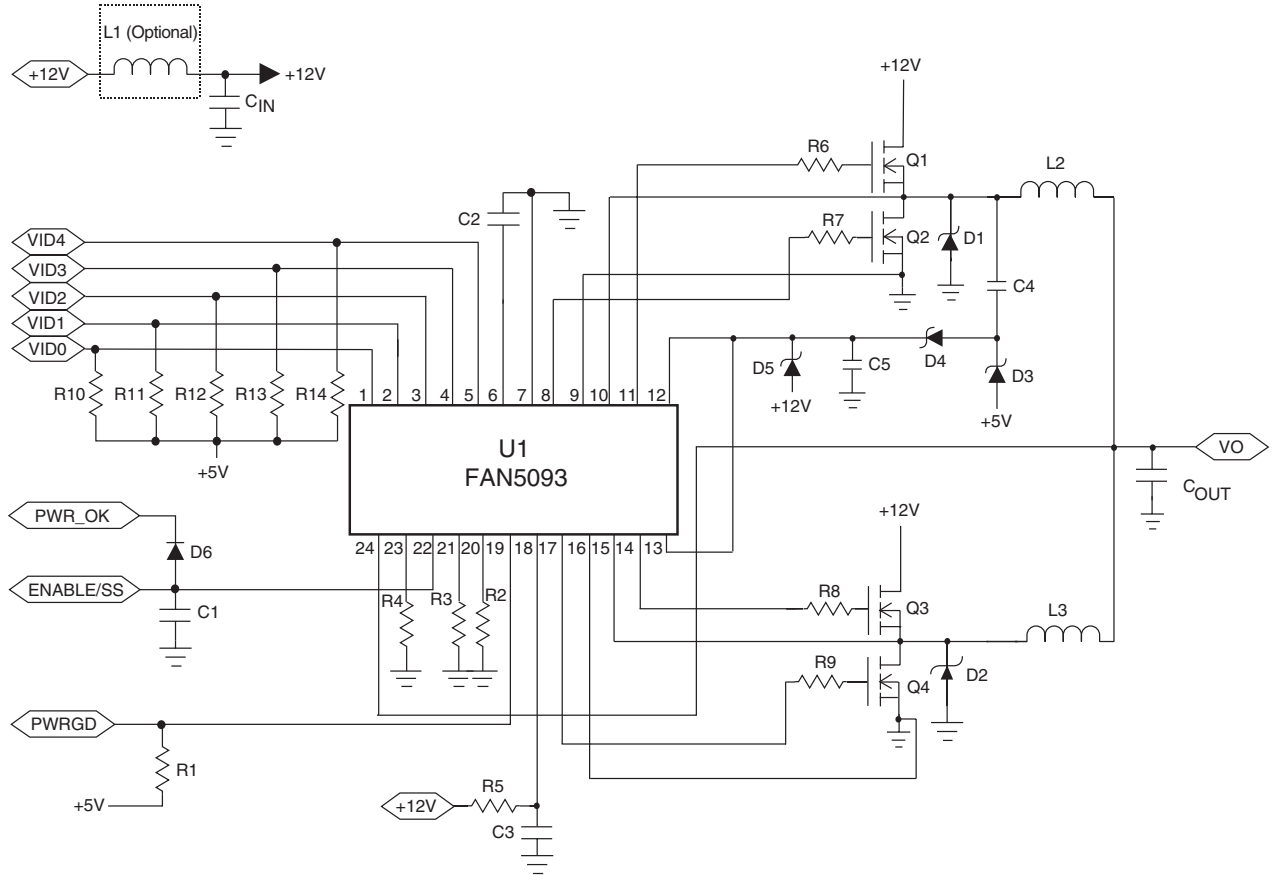 L1 (Optional)
+12V
+12V
CIN
+12V
R6
Q1
L2
C2
R7
Q2
D1
VID4
VID3
VID2
VID1
VID0
C4
D5
C5
D4
D3
+12V
+5V
R10
R11
R12
R13
R14
+5V
1 2 3 4 5 6 7 8 9 10 11 12
U1
FAN5093
VO
COUT
PWR_OK
D6
24 23 22 21 20 19 18 17 16 15 14 13
+12V
ENABLE/SS
C1
R4
R3
R2
R8
Q3
L3
R9
Q4
D2
PWRGD
R1
+5V
+12V
R5
C3